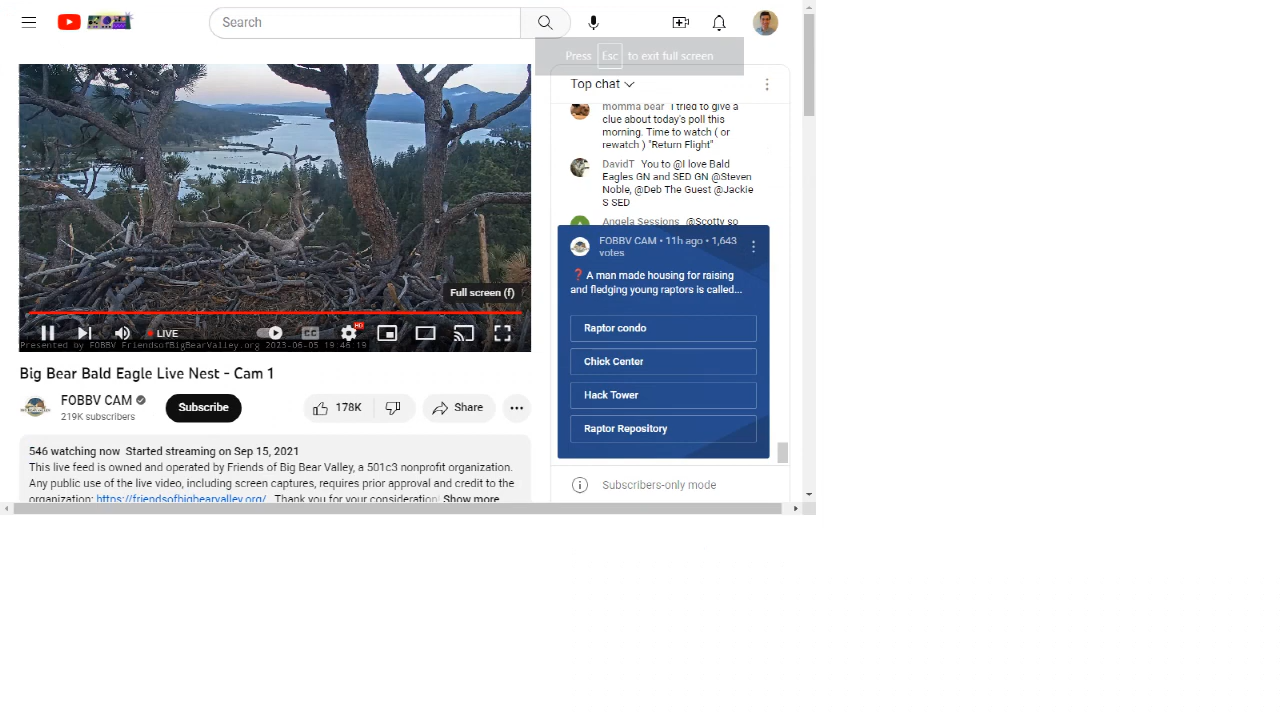 Search
Press Esc to exit full screen
Top chat
momma bear I tried to give a
clue about today's poll this
morning. Time to watch ( or
rewatch ) "Return Flight"
DavidT You to @I love Bald
Eagles GN and SED GN @Steven
Noble, @Deb The Guest @Jackie
S SED
Angela Sessions @Scotty so
FOBBV CAM • 11h ago • 1,643
votes
❓A man made housing for raising
and fledging young raptors is called...
Raptor condo
Chick Center
Hack Tower
Raptor Repository
Subscribers-only mode
Full screen (f)
LIVE
CC
HD
Presented by FOBBV FriendsofBigBearValley.org 2023-06-05 19:46:19
Big Bear Bald Eagle Live Nest - Cam 1
FOBBV CAM
219K subscribers
Subscribe
178K
Share
546 watching now Started streaming on Sep 15, 2021
This live feed is owned and operated by Friends of Big Bear Valley, a 501c3 nonprofit organization.
Any public use of the live video, including screen captures, requires prior approval and credit to the
organization: https://friendsofbigbearvalley.org/ . Thank you for your consideration! Show more